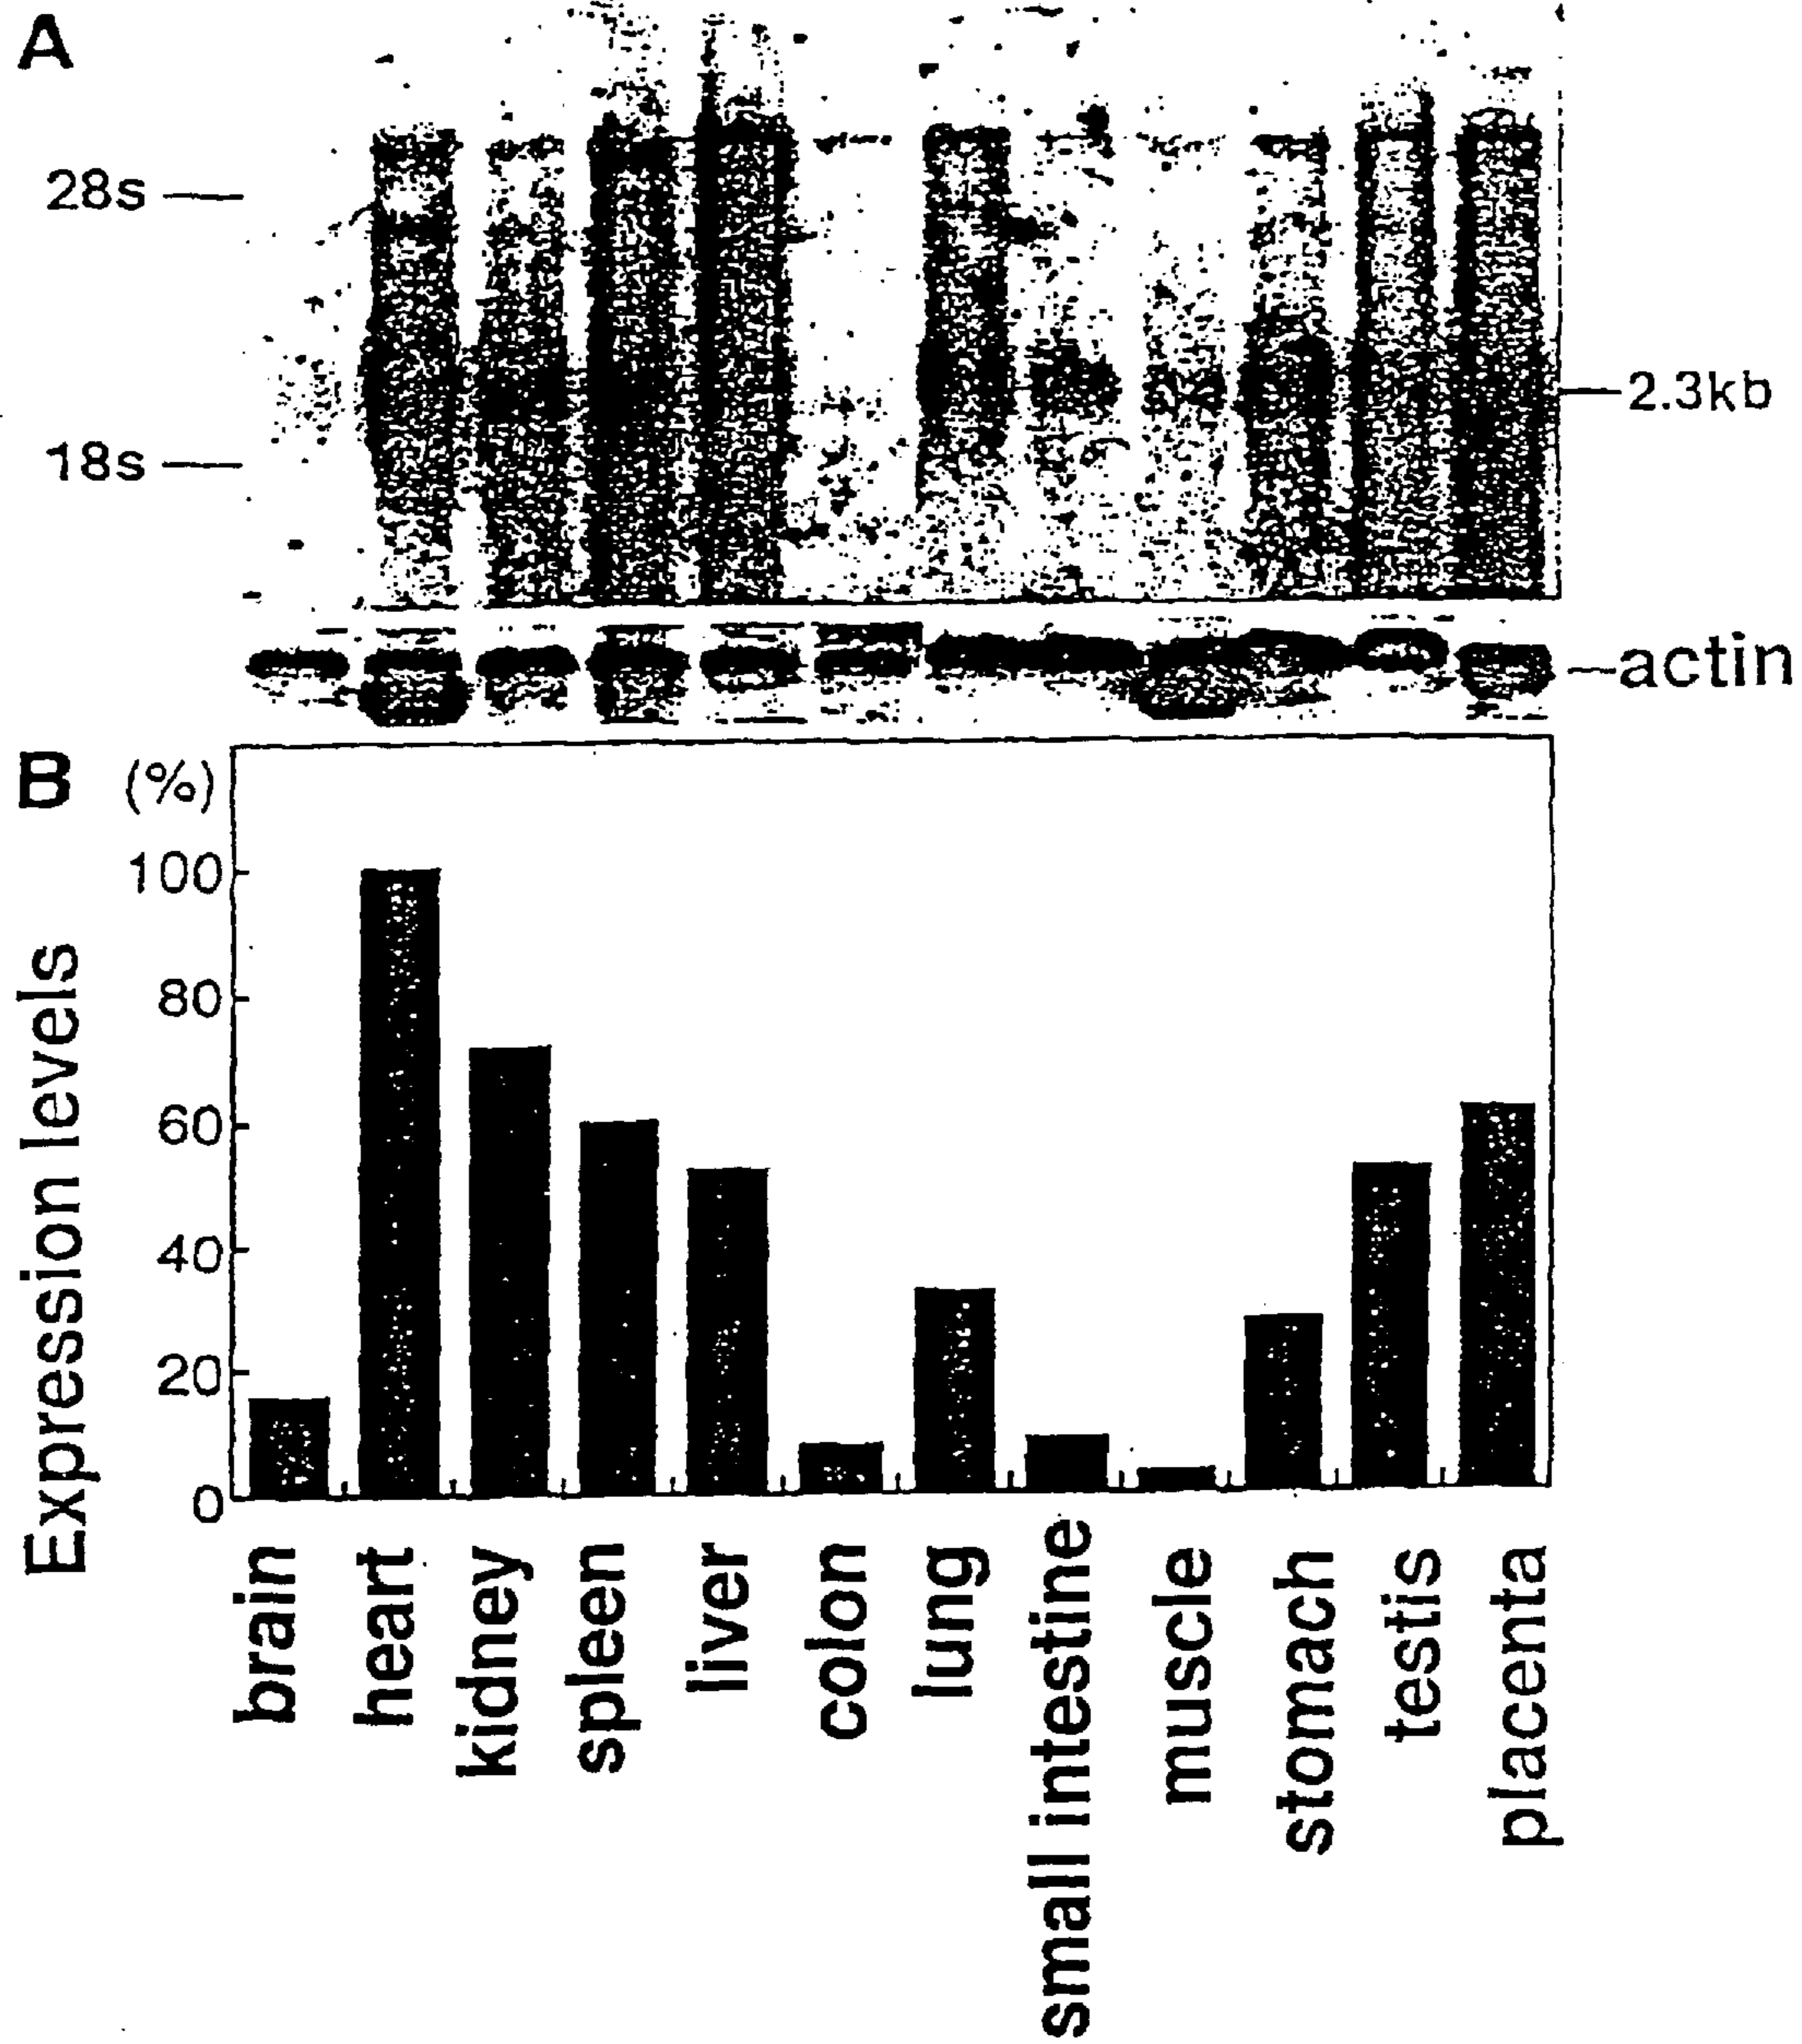 A
28s
18s
2.3kb
actin
B (%)
100
80
60
40
20
0
Expression levels
brain
heart
kidney
spleen
liver
colon
lung
small intestine
muscle
stomach
testis
placenta